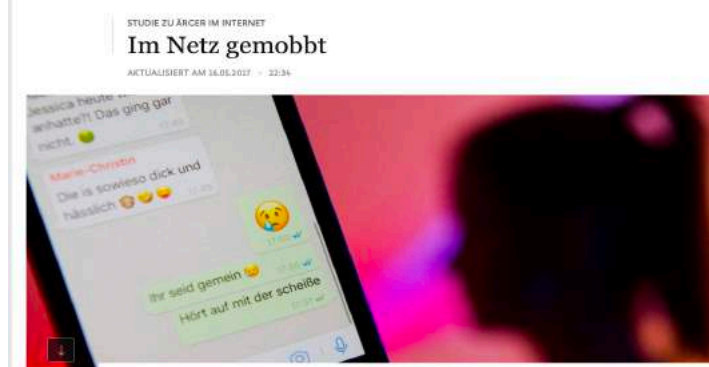 STUDIE ZU ÄRGER IM INTERNET
Im Netz gemobbt
AKTUALISIERT AM 16.05.2017 - 22:34
Jessica heute
anhatte?! Das ging gar
nicht.
Marie-Christin
Die is sowieso dick und
hässlich
Ihr seid gemein
Hört auf mit der scheiße